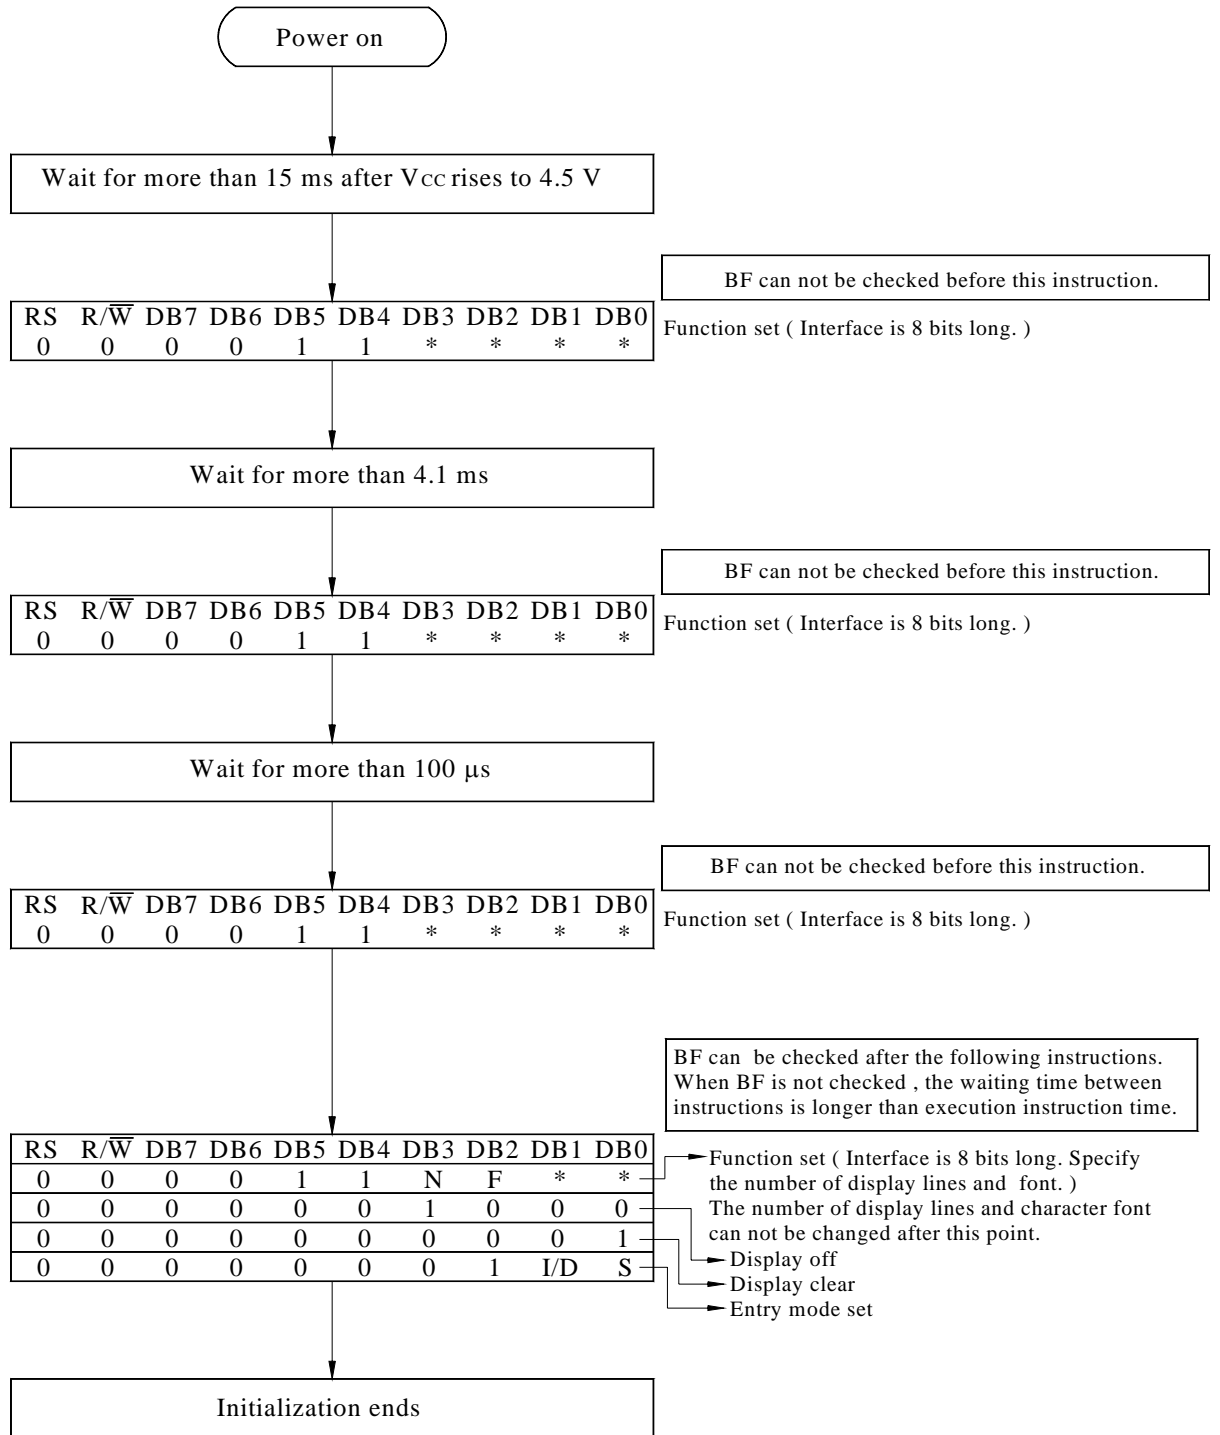 Power on
Wait for more than 15 ms after VCC rises to 4.5 V
BF can not be checked before this instruction.
RS R/W̅ DB7 DB6 DB5 DB4 DB3 DB2 DB1 DB0
0 0 0 0 1 1 * * * *
Function set ( Interface is 8 bits long. )
Wait for more than 4.1 ms
BF can not be checked before this instruction.
RS R/W̅ DB7 DB6 DB5 DB4 DB3 DB2 DB1 DB0
0 0 0 0 1 1 * * * *
Function set ( Interface is 8 bits long. )
Wait for more than 100 µs
BF can not be checked before this instruction.
RS R/W̅ DB7 DB6 DB5 DB4 DB3 DB2 DB1 DB0
0 0 0 0 1 1 * * * *
Function set ( Interface is 8 bits long. )
BF can be checked after the following instructions.
When BF is not checked , the waiting time between
instructions is longer than execution instruction time.
RS R/W̅ DB7 DB6 DB5 DB4 DB3 DB2 DB1 DB0
0 0 0 0 1 1 N F * *
0 0 0 0 0 0 1 0 0 0
0 0 0 0 0 0 0 0 0 1
0 0 0 0 0 0 0 1 I/D S
Function set ( Interface is 8 bits long. Specify
the number of display lines and font. )
The number of display lines and character font
can not be changed after this point.
Display off
Display clear
Entry mode set
Initialization ends